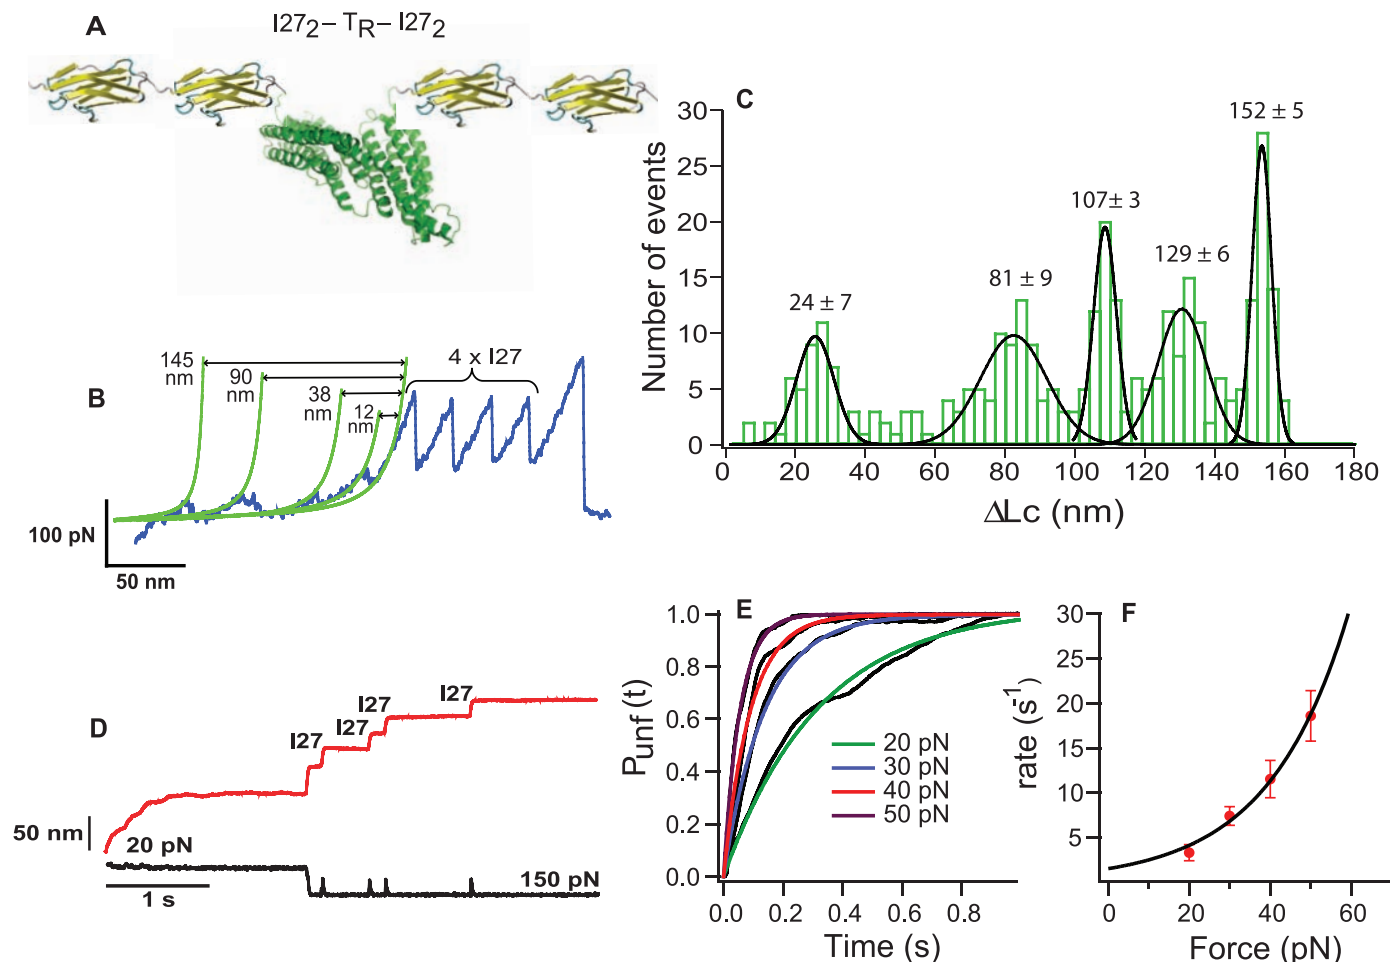 A
I27₂ – T_R – I27₂
B
145 nm
90 nm
38 nm
12 nm
4 x I27
100 pN
50 nm
C
30
25
20
15
10
5
0
Number of events
24 ± 7
81 ± 9
107± 3
129 ± 6
152 ± 5
0 20 40 60 80 100 120 140 160 180
ΔLc (nm)
D
I27
I27
I27
I27
50 nm
20 pN
150 pN
1 s
E
1.0
0.8
0.6
0.4
0.2
0.0
Punf (t)
20 pN
30 pN
40 pN
50 pN
0.0 0.2 0.4 0.6 0.8
Time (s)
F
30
25
20
15
10
5
rate (s⁻¹)
0 20 40 60
Force (pN)